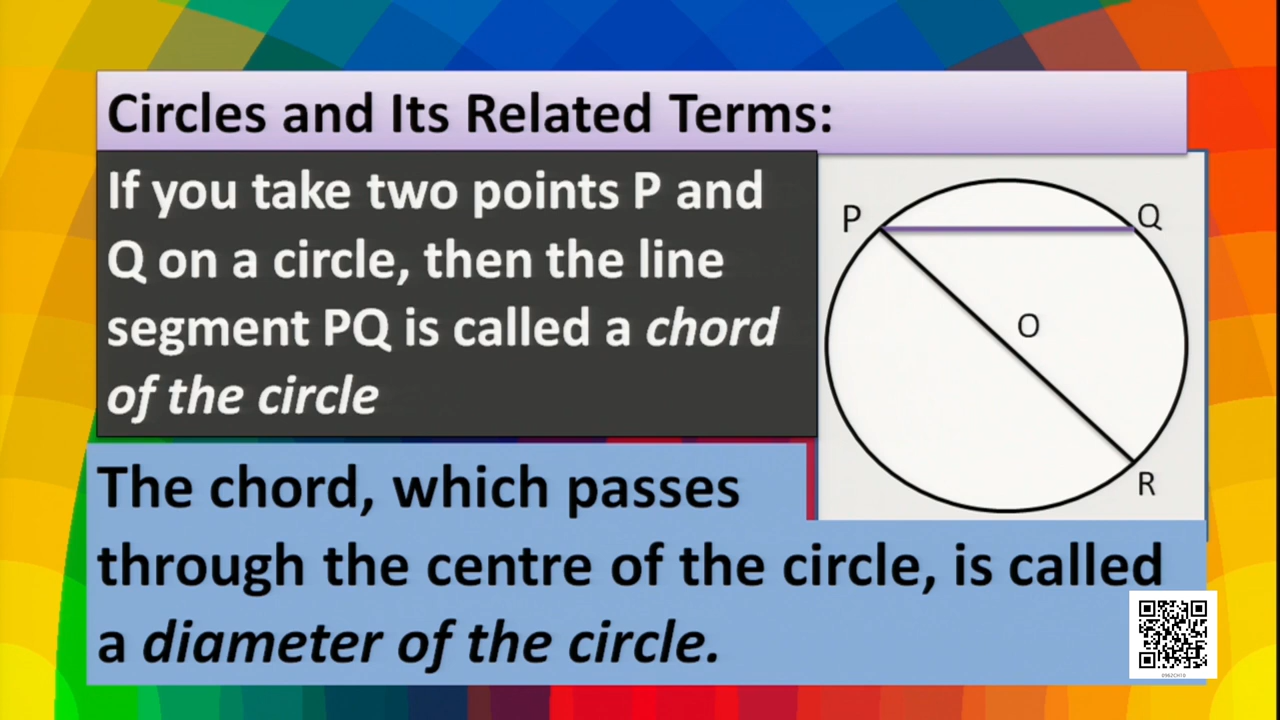 Circles and Its Related Terms:
If you take two points P and
Q on a circle, then the line
segment PQ is called a chord
of the circle
P
Q
O
R
The chord, which passes
through the centre of the circle, is called
a diameter of the circle.